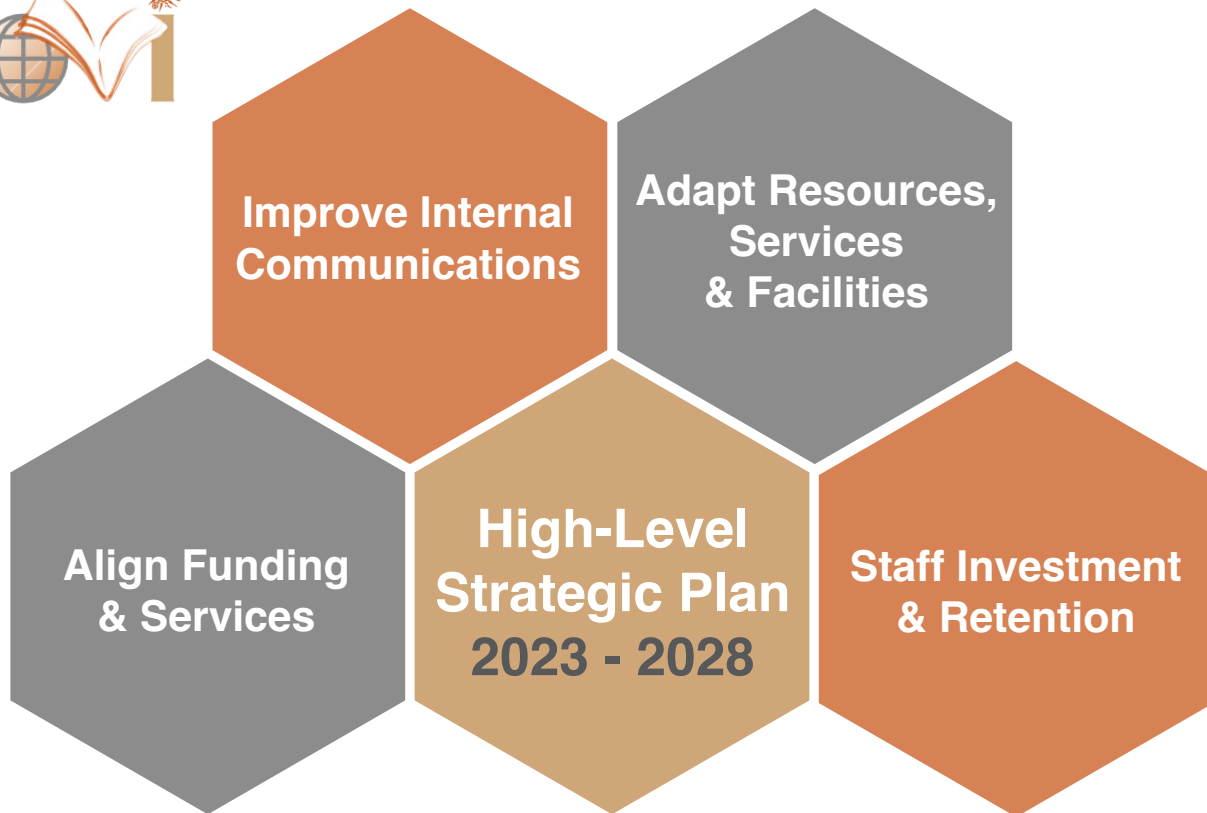 Improve Internal
Communications
Adapt Resources,
Services
& Facilities
Align Funding
& Services
High-Level
Strategic Plan
2023 - 2028
Staff Investment
& Retention